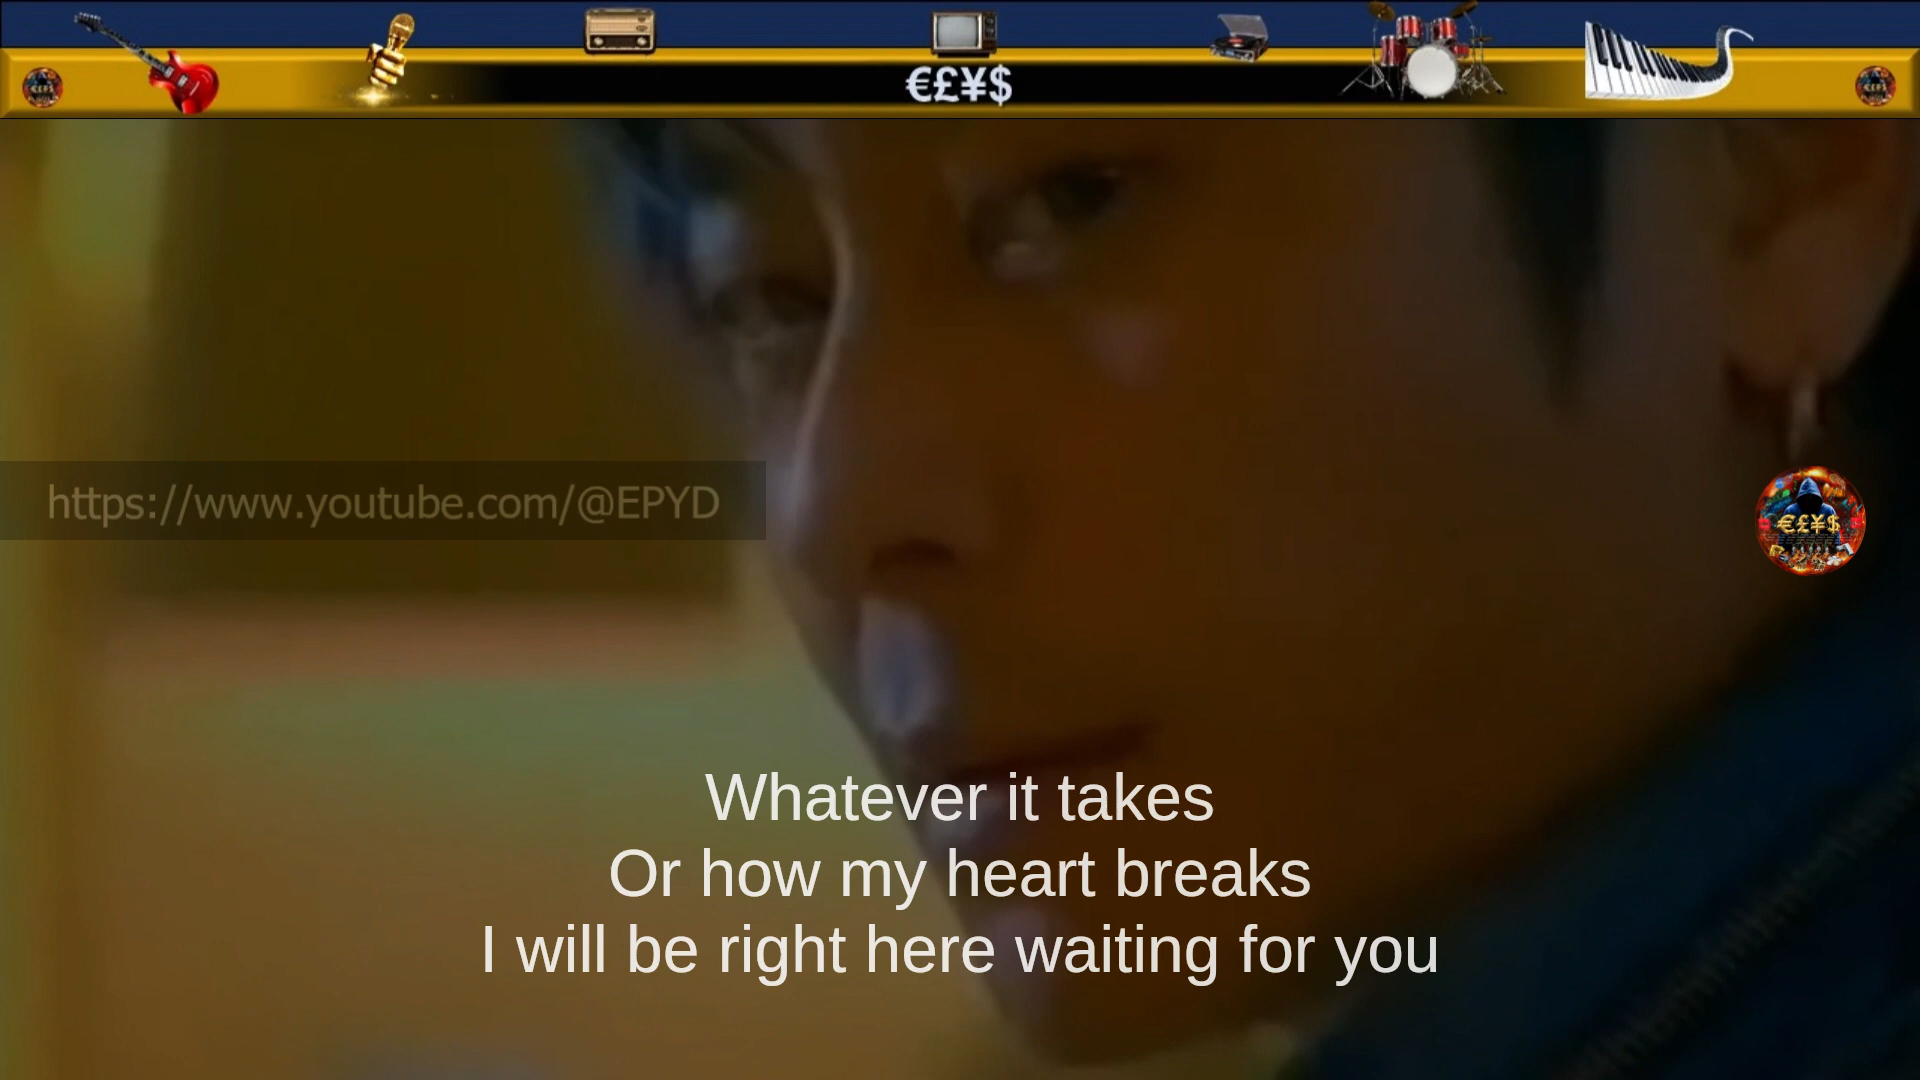 €£¥$
https://www.youtube.com/@EPYD
€£¥$
Whatever it takes
Or how my heart breaks
I will be right here waiting for you